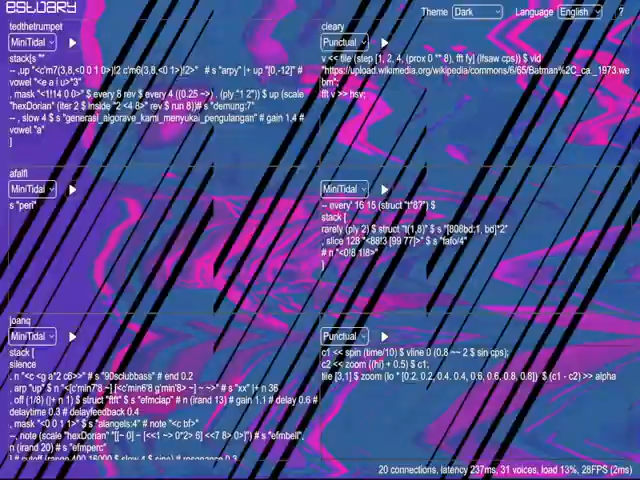 estuary
Theme Dark Language English ?
tedthetrumpet
MiniTidal
stack[s "~"
-- ,up "<c'm7(3,8,<0 0 1 0>)!2 c'm6(3,8,<0 1>)!2>" # s "arpy" |+ up "[0,-12]" #
vowel "<a e a i u>*3"
, mask "<1!14 0 0>" $ every 8 rev $ every 4 ((0.25 ~>) . (ply "1 2")) $ up (scale
"hexDorian" (iter 2 $ inside "2 <4 8>" rev $ run 8))# s "demung:7"
-- , slow 4 $ s "generasi_algorave_kami_menyukai_pengulangan" # gain 1.4 #
vowel "a"
]
cleary
Punctual
v << tile (step [1, 2, 4, (prox 0 ** 8), fft fy] (lfsaw cps)) $ vid
"https://upload.wikimedia.org/wikipedia/commons/6/65/Batman%2C_ca._1973.we
bm";
fft v >> hsv;
afalfl
MiniTidal
s "peri"
MiniTidal
-- every' 16 15 (struct "t*8?") $
stack [
rarely (ply 2) $ struct "t(1,8)" $ s "[808bd:1, bd]*2"
, slice 128 "<88!3 [99 77]>" $ s "fafo/4"
# n "<0!8 1!8>"
]
joanq
MiniTidal
stack [
silence
, n "<c <g a*2 c6>>" # s "90sclubbass" # end 0.2
, arp "up" $ n "<[c'min7'8 ~] [<c'min6'8 g'min'8> ~] ~ ~>" # s "xx" |+ n 36
, off (1/8) (|+ n 1) $ struct "t*8t" $ s "efmclap" # n (irand 13) # gain 1.1 # delay 0.6 #
delaytime 0.3 # delayfeedback 0.4
, mask "<0 0 1 1>" $ s "alangels:4" # note "<c bf>"
--, note (scale "hexDorian" "[[~ 0] ~ [<<1 ~> 0*2> 6] <<7 8> 0>]") # s "efmbell",
n (irand 20) # s "efmperc"
Punctual
c1 << spin (time/10) $ vline 0 (0.8 ~~ 2 $ sin cps);
c2 << zoom ((hi) + 0.5) $ c1;
tile [3,1] $ zoom (lo * [0.2, 0.2, 0.4, 0.4, 0.6, 0.6, 0.8, 0.8]) $ (c1 - c2) >> alpha
20 connections, latency 237ms, 31 voices, load 13%, 28FPS (2ms)